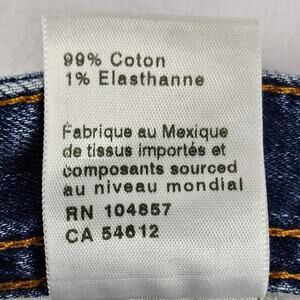 99% Coton
1% Elasthanne
Fabrique au Mexique
de tissus importés et
composants sourced
au niveau mondial
RN 104857
CA 54612